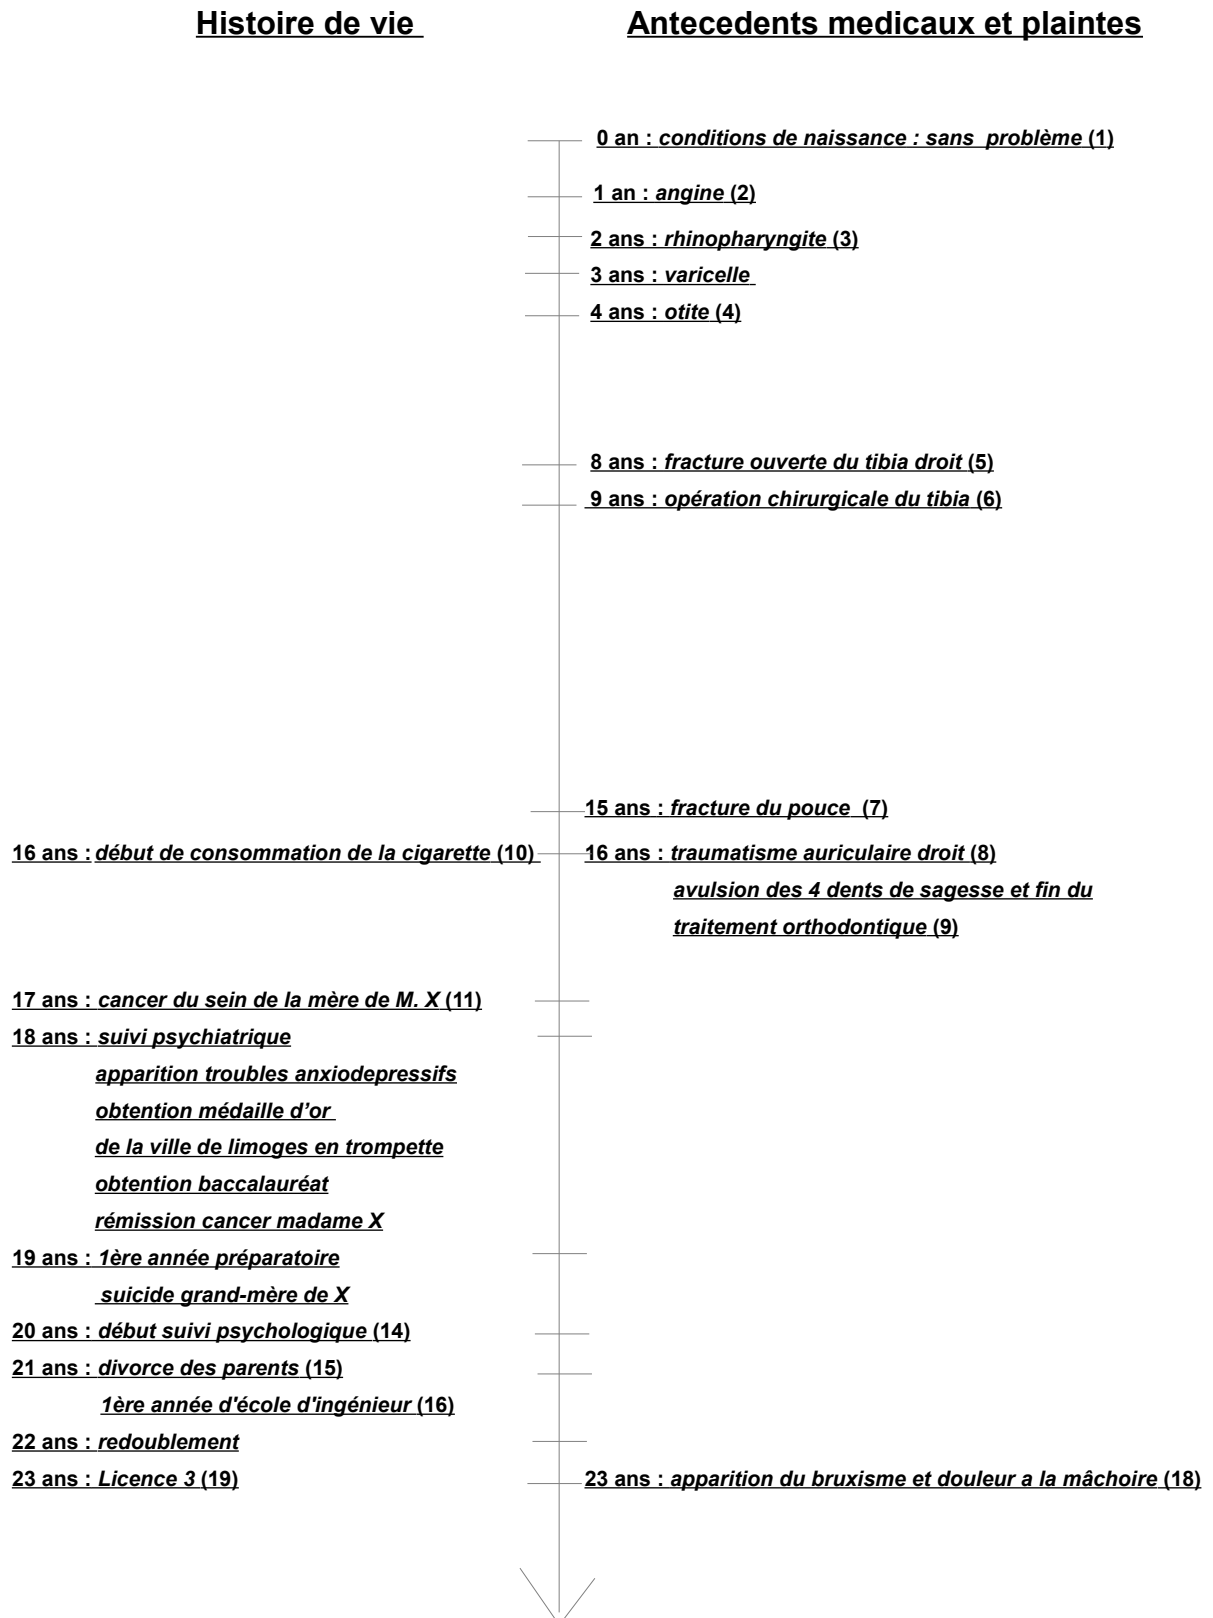 Histoire de vie
Antecedents medicaux et plaintes
0 an : conditions de naissance : sans problème (1)
1 an : angine (2)
2 ans : rhinopharyngite (3)
3 ans : varicelle
4 ans : otite (4)
8 ans : fracture ouverte du tibia droit (5)
9 ans : opération chirurgicale du tibia (6)
15 ans : fracture du pouce (7)
16 ans : début de consommation de la cigarette (10)
16 ans : traumatisme auriculaire droit (8)
avulsion des 4 dents de sagesse et fin du
traitement orthodontique (9)
17 ans : cancer du sein de la mère de M. X (11)
18 ans : suivi psychiatrique
apparition troubles anxiodepressifs
obtention médaille d’or
de la ville de limoges en trompette
obtention baccalauréat
rémission cancer madame X
19 ans : 1ère année préparatoire
suicide grand-mère de X
20 ans : début suivi psychologique (14)
21 ans : divorce des parents (15)
1ère année d'école d'ingénieur (16)
22 ans : redoublement
23 ans : Licence 3 (19)
23 ans : apparition du bruxisme et douleur a la mâchoire (18)